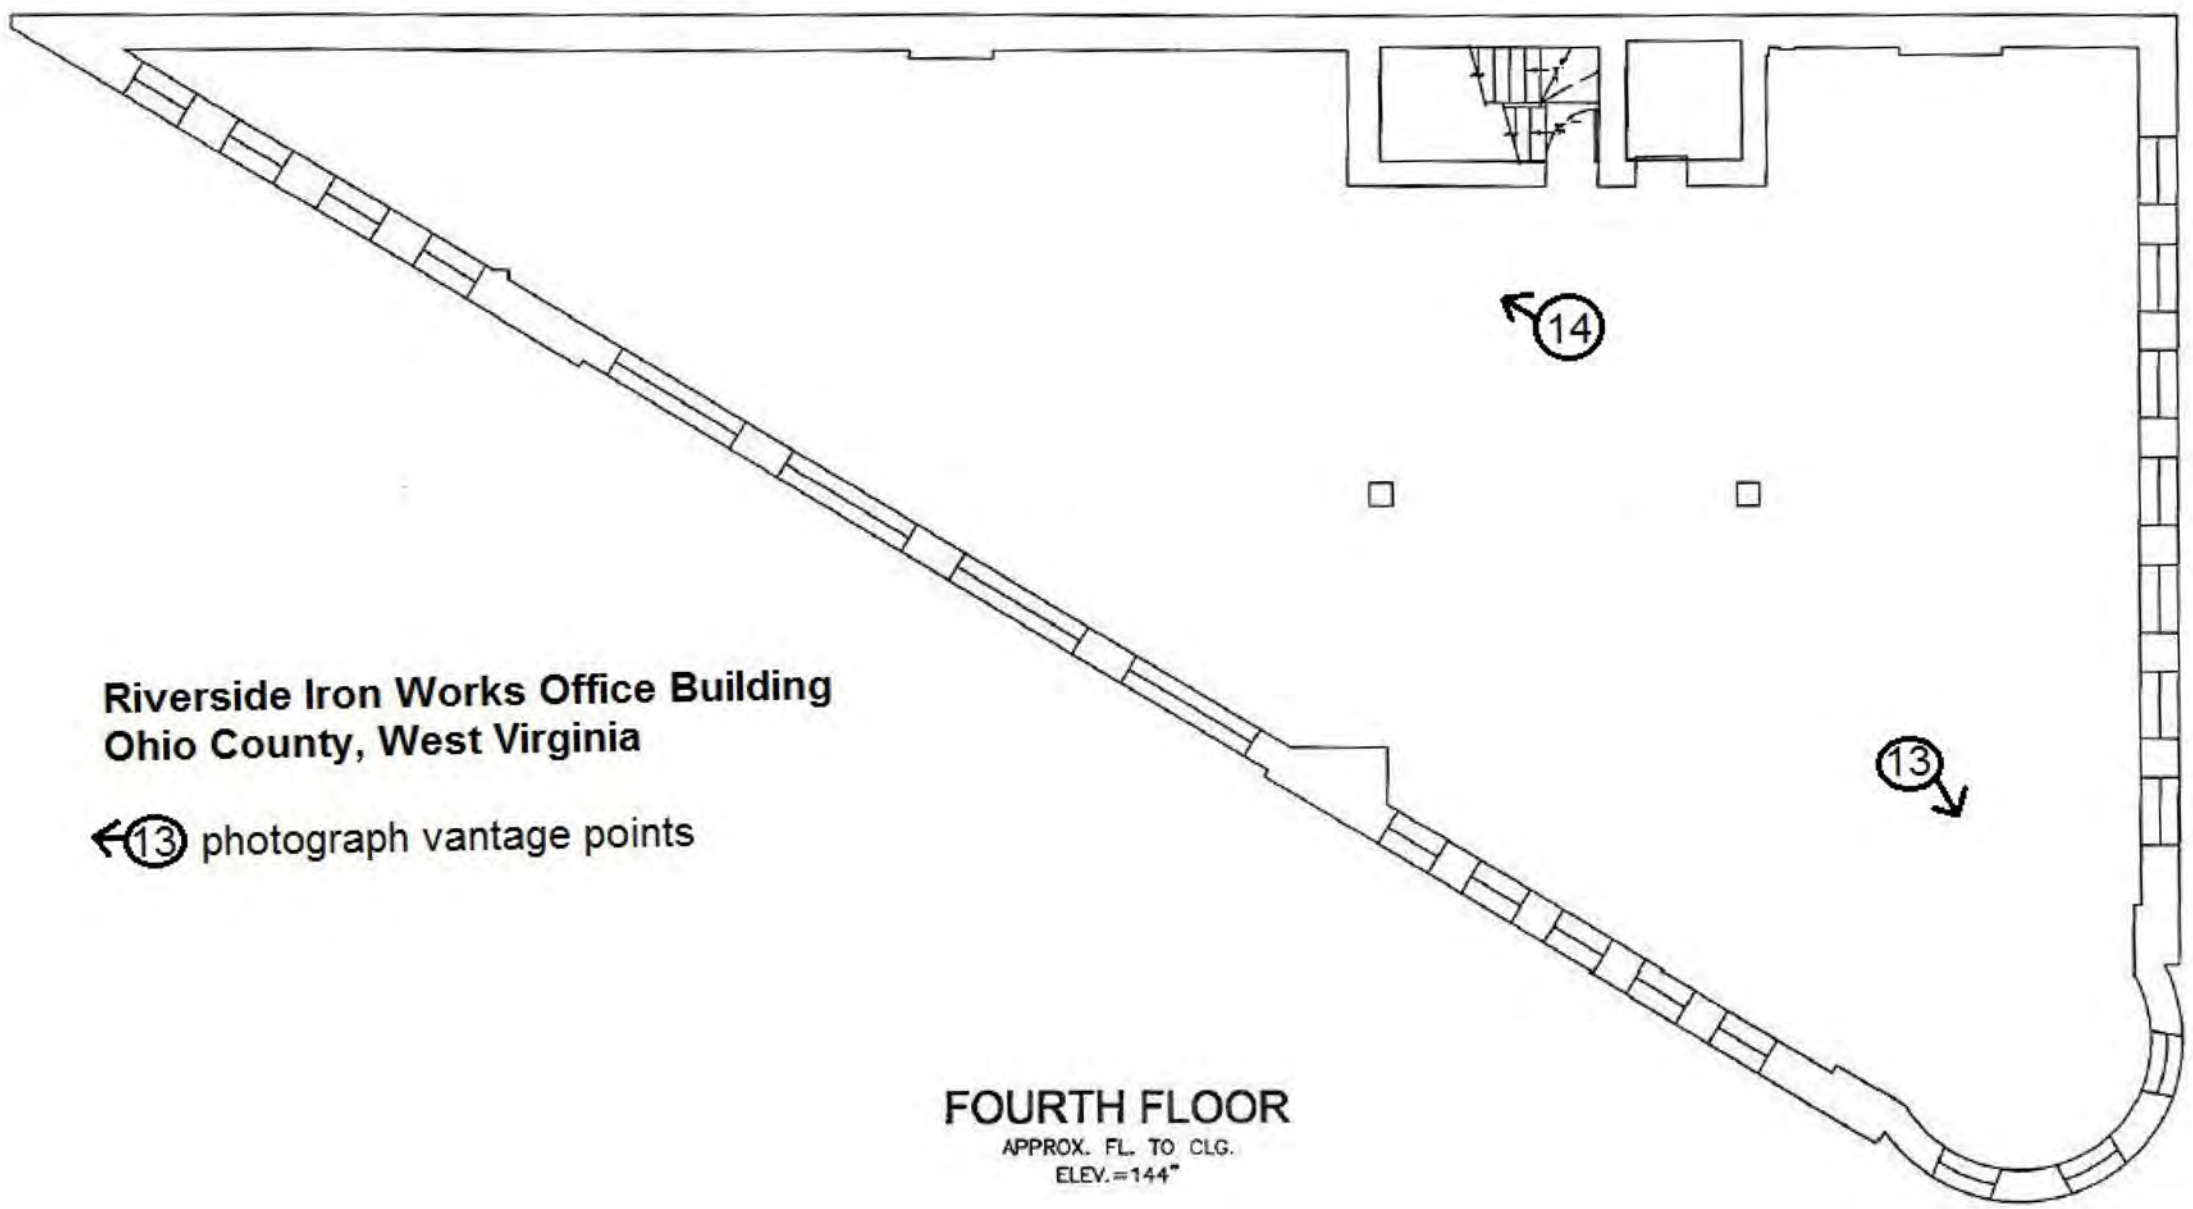 14
13
Riverside Iron Works Office Building
Ohio County, West Virginia
13 photograph vantage points
FOURTH FLOOR
APPROX. FL. TO CLG.
ELEV.=144"